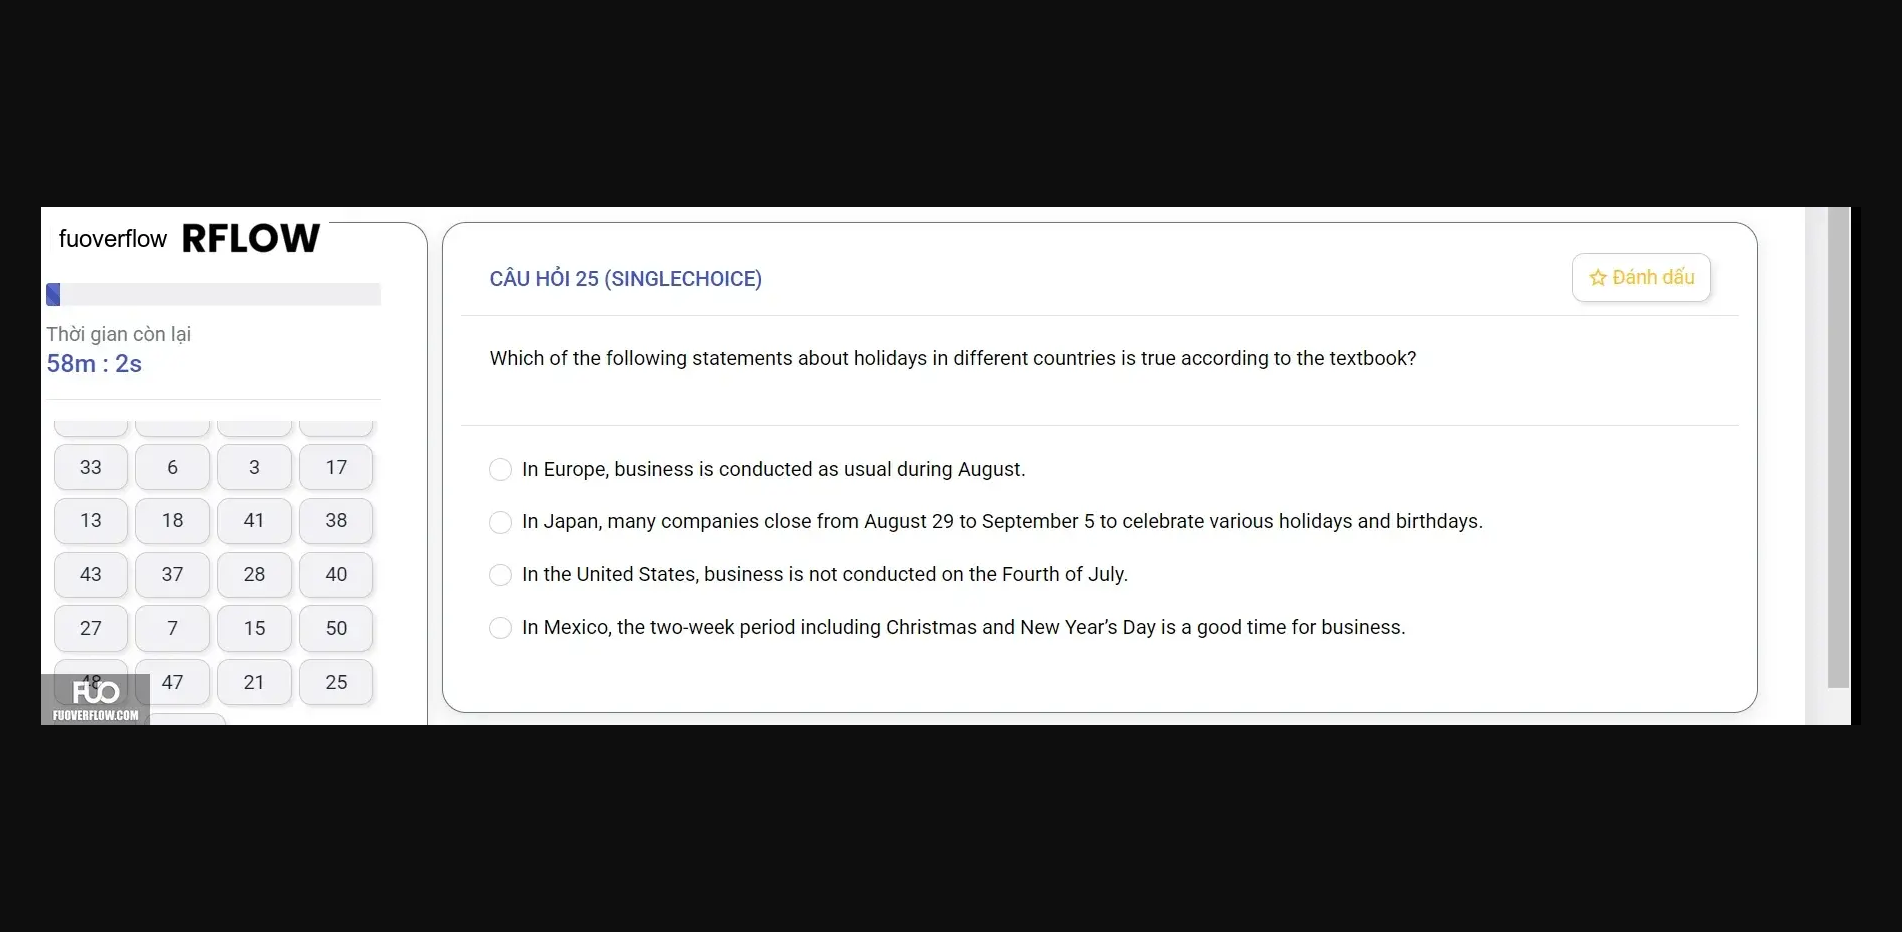 fuoverflow RFLOW
Thời gian còn lại
58m : 2s
33 6 3 17
13 18 41 38
43 37 28 40
27 7 15 50
48 47 21 25
FUO
FUOVERFLOW.COM
CÂU HỎI 25 (SINGLECHOICE)
Đánh dấu
Which of the following statements about holidays in different countries is true according to the textbook?
In Europe, business is conducted as usual during August.
In Japan, many companies close from August 29 to September 5 to celebrate various holidays and birthdays.
In the United States, business is not conducted on the Fourth of July.
In Mexico, the two-week period including Christmas and New Year’s Day is a good time for business.